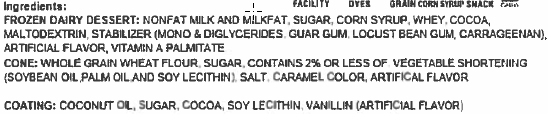 Ingredients: FACILITY DYES GRAIN CORN SYRUP SNACK
FROZEN DAIRY DESSERT: NONFAT MILK AND MILKFAT, SUGAR, CORN SYRUP, WHEY, COCOA,
MALTODEXTRIN, STABILIZER (MONO & DIGLYCERIDES, GUAR GUM, LOCUST BEAN GUM, CARRAGEENAN),
ARTIFICIAL FLAVOR, VITAMIN A PALMITATE
CONE: WHOLE GRAIN WHEAT FLOUR, SUGAR, CONTAINS 2% OR LESS OF VEGETABLE SHORTENING
(SOYBEAN OIL,PALM OIL,AND SOY LECITHIN), SALT, CARAMEL COLOR, ARTIFICAL FLAVOR
COATING: COCONUT OIL, SUGAR, COCOA, SOY LECITHIN, VANILLIN (ARTIFICIAL FLAVOR)